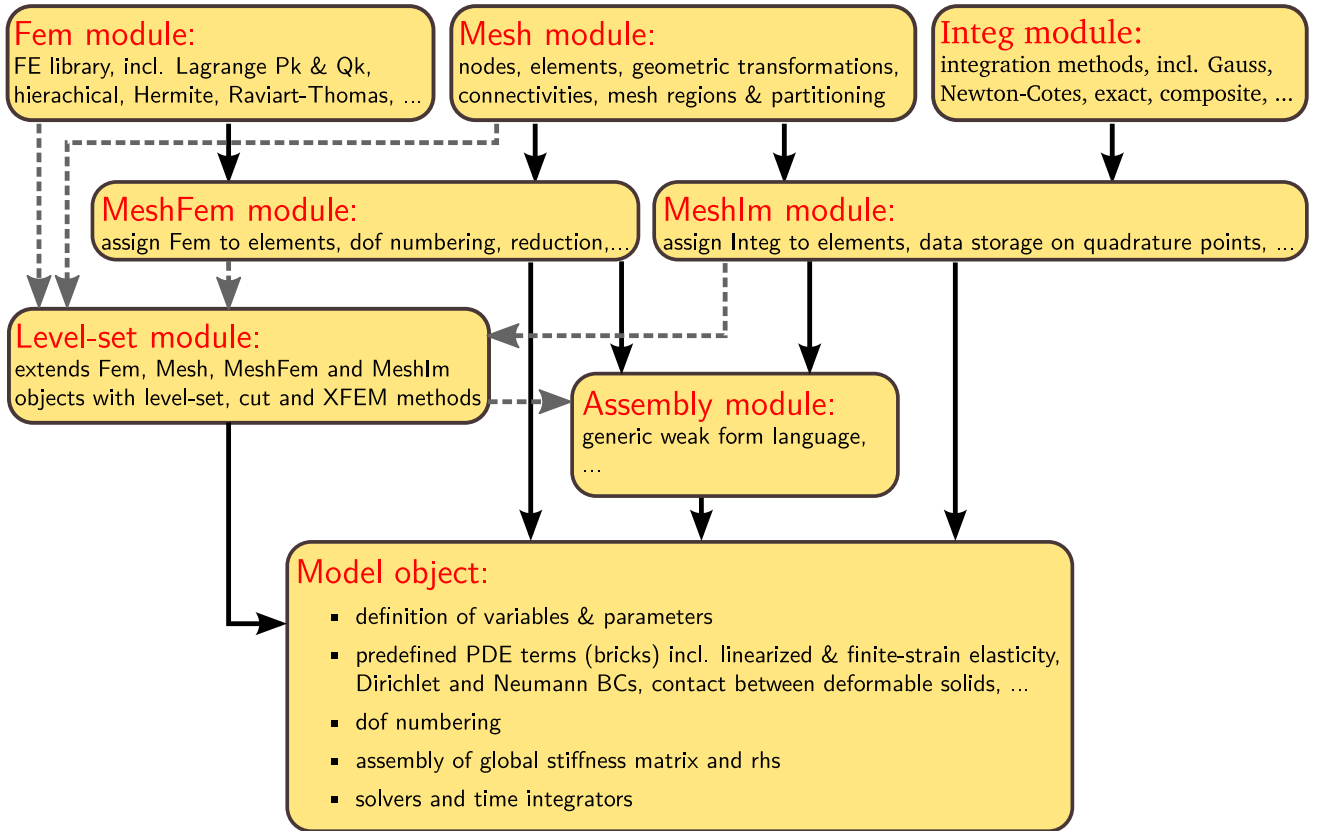 Fem module:
FE library, incl. Lagrange Pk & Qk,
hierachical, Hermite, Raviart-Thomas, ...
Mesh module:
nodes, elements, geometric transformations,
connectivities, mesh regions & partitioning
Integ module:
integration methods, incl. Gauss,
Newton-Cotes, exact, composite, ...
MeshFem module:
assign Fem to elements, dof numbering, reduction,...
MeshIm module:
assign Integ to elements, data storage on quadrature points, ...
Level-set module:
extends Fem, Mesh, MeshFem and MeshIm
objects with level-set, cut and XFEM methods
Assembly module:
generic weak form language,
...
Model object:
▪ definition of variables & parameters
▪ predefined PDE terms (bricks) incl. linearized & finite-strain elasticity,
Dirichlet and Neumann BCs, contact between deformable solids, ...
▪ dof numbering
▪ assembly of global stiffness matrix and rhs
▪ solvers and time integrators